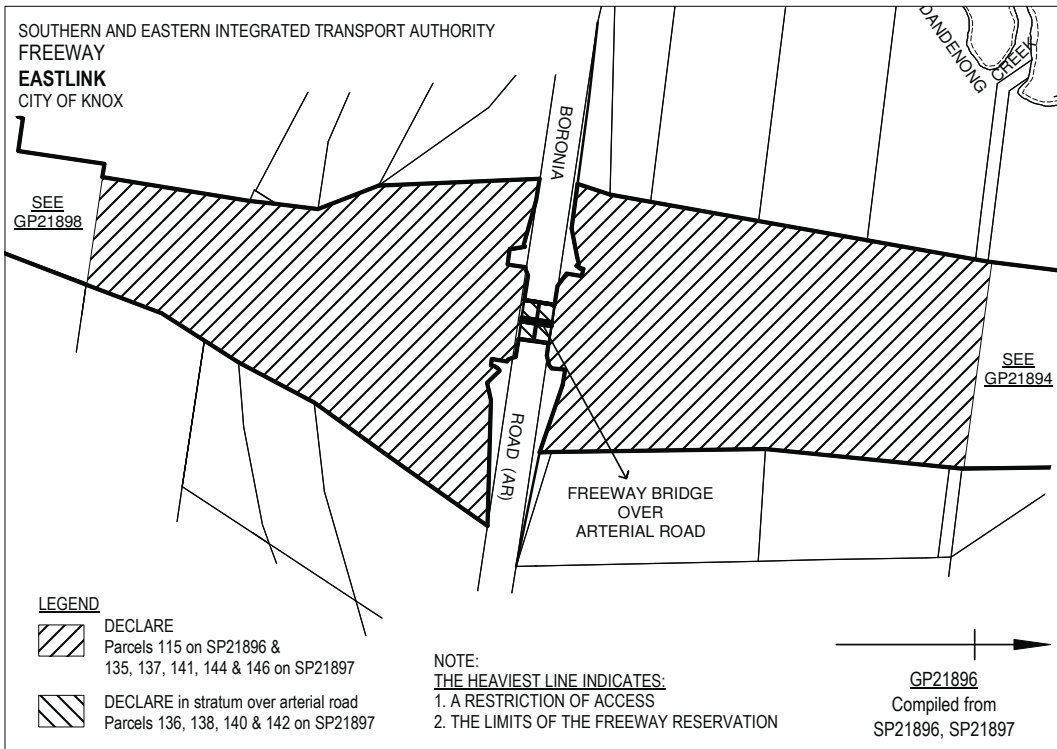 SOUTHERN AND EASTERN INTEGRATED TRANSPORT AUTHORITY
FREEWAY
EASTLINK
CITY OF KNOX
DANDENONG
CREEK
BORONIA
SEE
GP21898
SEE
GP21894
ROAD (AR)
FREEWAY BRIDGE
OVER
ARTERIAL ROAD
LEGEND
DECLARE
Parcels 115 on SP21896 &
135, 137, 141, 144 & 146 on SP21897
DECLARE in stratum over arterial road
Parcels 136, 138, 140 & 142 on SP21897
NOTE:
THE HEAVIEST LINE INDICATES:
1. A RESTRICTION OF ACCESS
2. THE LIMITS OF THE FREEWAY RESERVATION
GP21896
Compiled from
SP21896, SP21897